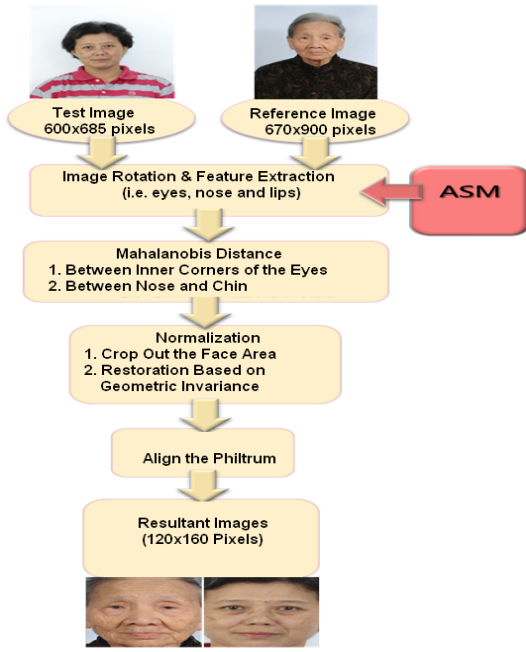 Test Image
600x685 pixels
Reference Image
670x900 pixels
Image Rotation & Feature Extraction
(i.e. eyes, nose and lips)
ASM
Mahalanobis Distance
1. Between Inner Corners of the Eyes
2. Between Nose and Chin
Normalization
1. Crop Out the Face Area
2. Restoration Based on
Geometric Invariance
Align the Philtrum
Resultant Images
(120x160 Pixels)